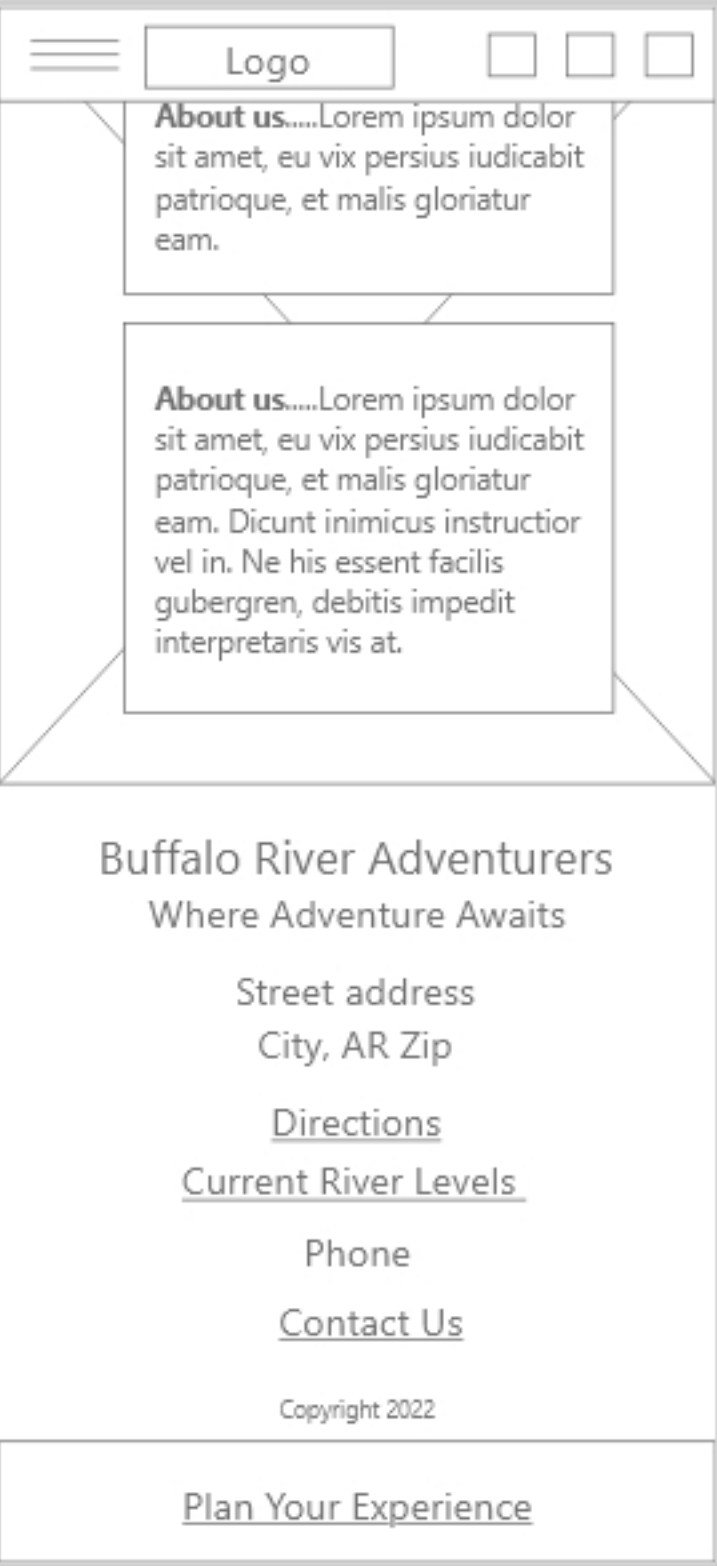 Logo
About us.....Lorem ipsum dolor
sit amet, eu vix persius iudicabit
patrioque, et malis gloriatur
eam.
About us.....Lorem ipsum dolor
sit amet, eu vix persius iudicabit
patrioque, et malis gloriatur
eam. Dicunt inimicus instructior
vel in. Ne his essent facilis
gubergren, debitis impedit
interpretaris vis at.
Buffalo River Adventurers
Where Adventure Awaits
Street address
City, AR Zip
Directions
Current River Levels
Phone
Contact Us
Copyright 2022
Plan Your Experience